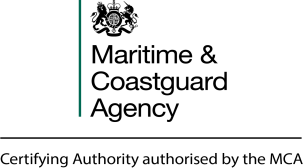 Maritime &
Coastguard
Agency
Certifying Authority authorised by the MCA